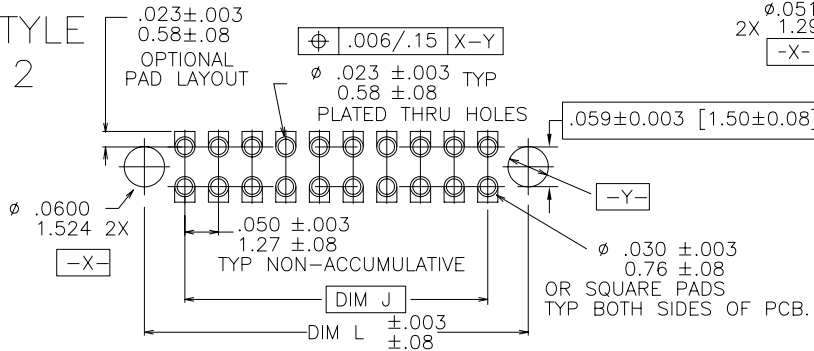 TYLE
2
.023±.003
0.58±.08
OPTIONAL
PAD LAYOUT
⌖ .006/.15 X-Y
ø .023 ±.003 TYP
0.58 ±.08
PLATED THRU HOLES
ø.051
2X 1.29
-X-
.059±0.003 [1.50±0.08]
-Y-
ø .0600
1.524 2X
-X-
.050 ±.003
1.27 ±.08
TYP NON-ACCUMULATIVE
ø .030 ±.003
0.76 ±.08
OR SQUARE PADS
TYP BOTH SIDES OF PCB.
DIM J
DIM L ±.003
±.08